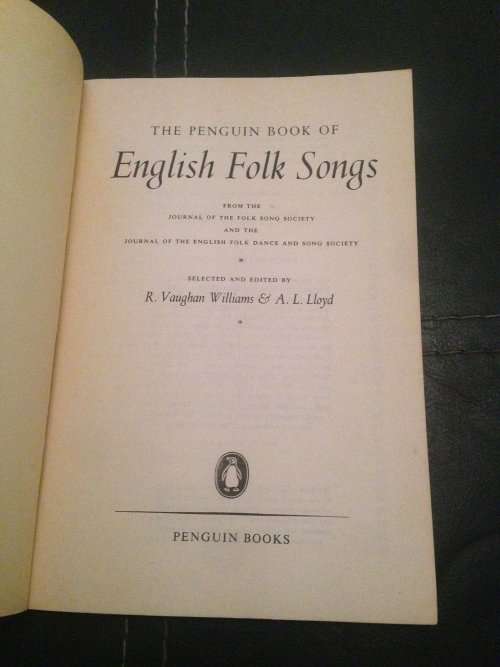 THE PENGUIN BOOK OF
English Folk Songs
FROM THE
JOURNAL OF THE FOLK SONG SOCIETY
AND THE
JOURNAL OF THE ENGLISH FOLK DANCE AND SONG SOCIETY
*
SELECTED AND EDITED BY
R. Vaughan Williams & A. L. Lloyd
*
PENGUIN BOOKS